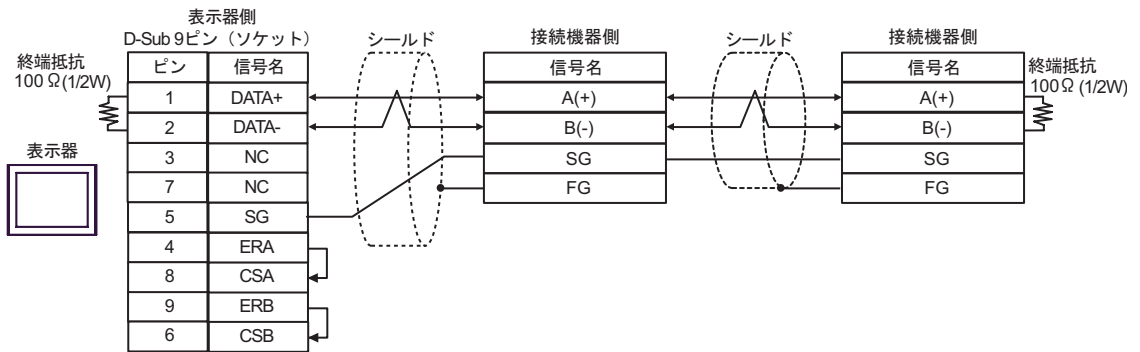 表示器側
D-Sub 9ピン（ソケット）
シールド
接続機器側
シールド
接続機器側
終端抵抗
100 Ω(1/2W)
ピン 信号名
信号名
信号名
終端抵抗
100Ω (1/2W)
1 DATA+ A(+) A(+)
2 DATA- B(-) B(-)
3 NC SG SG
表示器
7 NC FG FG
5 SG
4 ERA
8 CSA
9 ERB
6 CSB